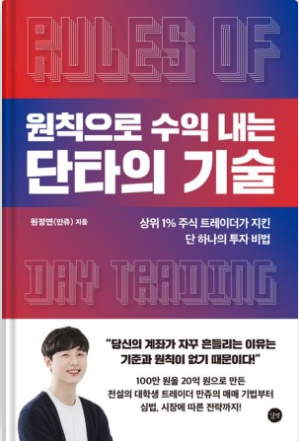 RULES OF
원칙으로 수익 내는
단타의 기술
원정연(만쥬) 지음
상위 1% 주식 트레이더가 지킨
단 하나의 투자 비법
DAY TRADING
“당신의 계좌가 자꾸 흔들리는 이유는
기준과 원칙이 없기 때문이다!”
100만 원을 20억 원으로 만든
전설의 대학생 트레이더 만쥬의 매매 기법부터
심법, 시장에 따른 전략까지!
길벗